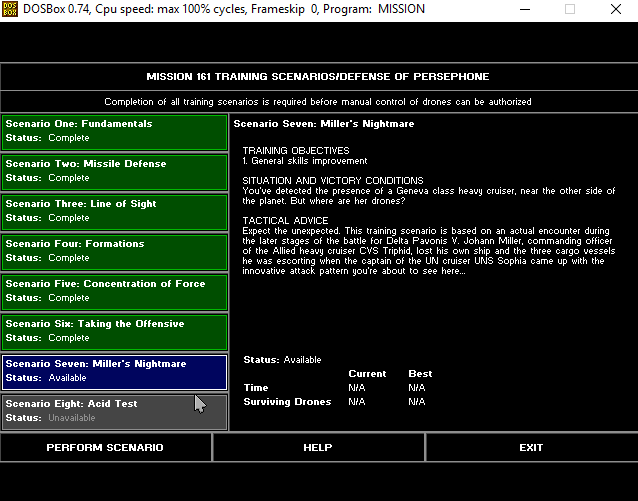 DOS BOX
DOSBox 0.74, Cpu speed: max 100% cycles, Frameskip 0, Program: MISSION
MISSION 161 TRAINING SCENARIOS/DEFENSE OF PERSEPHONE
Completion of all training scenarios is required before manual control of drones can be authorized
Scenario One: Fundamentals
Status: Complete
Scenario Two: Missile Defense
Status: Complete
Scenario Three: Line of Sight
Status: Complete
Scenario Four: Formations
Status: Complete
Scenario Five: Concentration of Force
Status: Complete
Scenario Six: Taking the Offensive
Status: Complete
Scenario Seven: Miller's Nightmare
Status: Available
Scenario Eight: Acid Test
Status: Unavailable
Scenario Seven: Miller's Nightmare
TRAINING OBJECTIVES
1. General skills improvement
SITUATION AND VICTORY CONDITIONS
You've detected the presence of a Geneva class heavy cruiser, near the other side of
the planet. But where are her drones?
TACTICAL ADVICE
Expect the unexpected. This training scenario is based on an actual encounter during
the later stages of the battle for Delta Pavonis V. Johann Miller, commanding officer
of the Allied heavy cruiser CVS Triphid, lost his own ship and the three cargo vessels
he was escorting when the captain of the UN cruiser UNS Sophia came up with the
innovative attack pattern you're about to see here...
Status: Available
Current Best
Time N/A N/A
Surviving Drones N/A N/A
PERFORM SCENARIO HELP EXIT